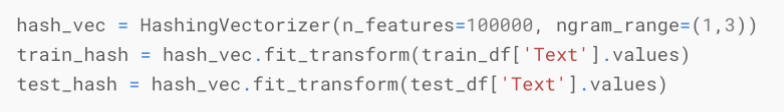 hash_vec = HashingVectorizer(n_features=100000, ngram_range=(1,3))
train_hash = hash_vec.fit_transform(train_df['Text'].values)
test_hash = hash_vec.fit_transform(test_df['Text'].values)